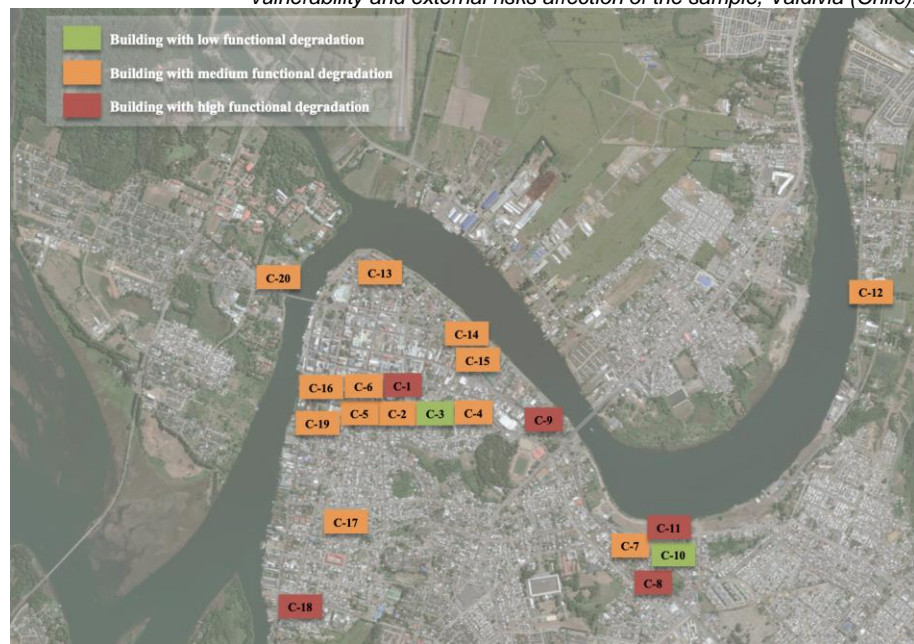 vulnerability and external risks affection of the sample, Valdivia (Chile).
Building with low functional degradation
Building with medium functional degradation
Building with high functional degradation
C-20
C-13
C-12
C-14
C-15
C-16
C-6
C-1
C-19
C-5
C-2
C-3
C-4
C-9
C-17
C-11
C-7
C-10
C-8
C-18